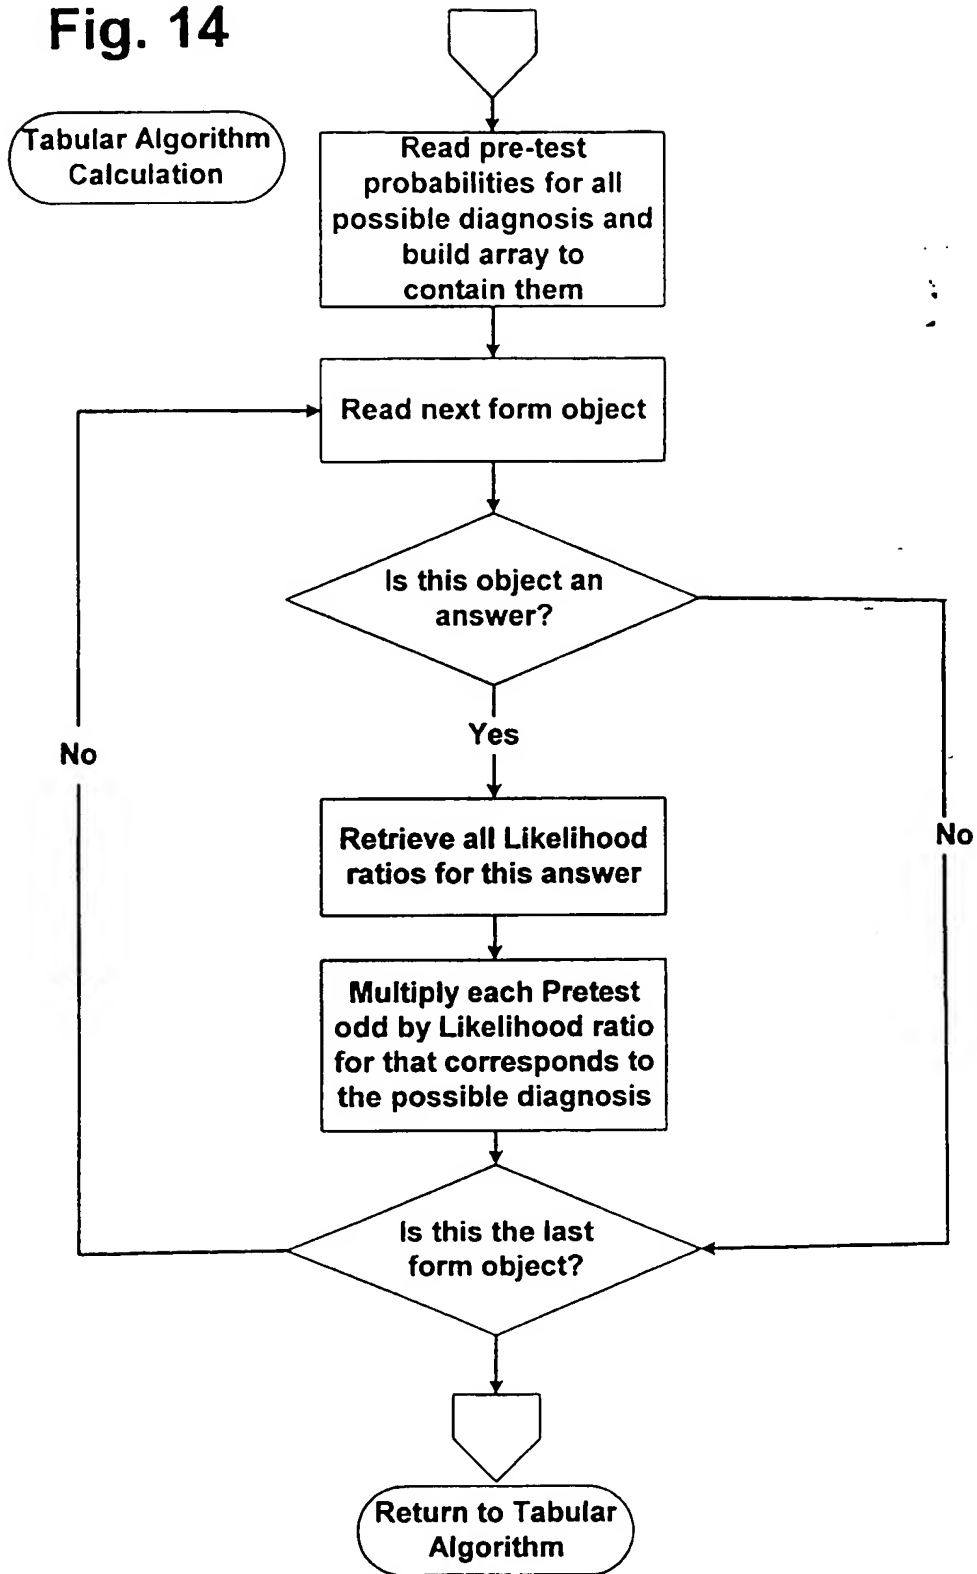 Fig. 14
Tabular Algorithm
Calculation
Read pre-test
probabilities for all
possible diagnosis and
build array to
contain them
Read next form object
Is this object an
answer?
Yes
No
No
Retrieve all Likelihood
ratios for this answer
Multiply each Pretest
odd by Likelihood ratio
for that corresponds to
the possible diagnosis
Is this the last
form object?
Return to Tabular
Algorithm